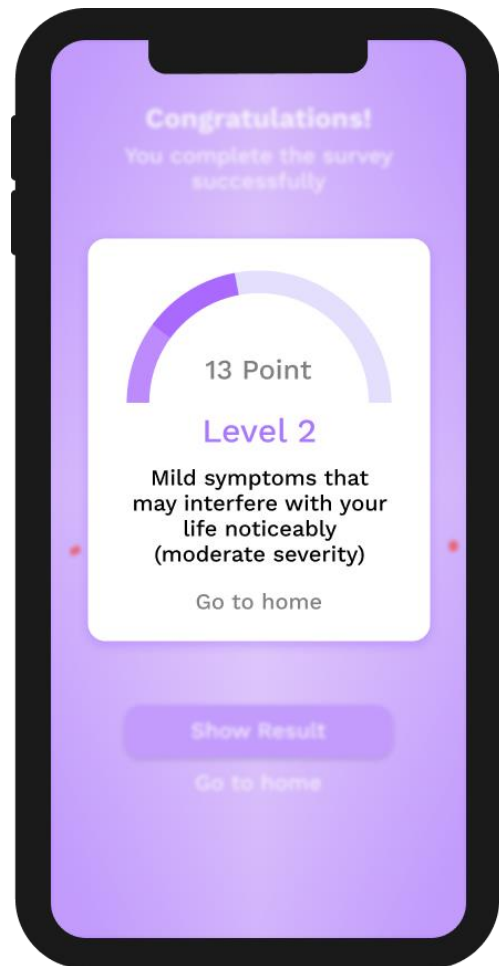 Congratulations!
You complete the survey
successfully
13 Point
Level 2
Mild symptoms that
may interfere with your
life noticeably
(moderate severity)
Go to home
Show Result
Go to home